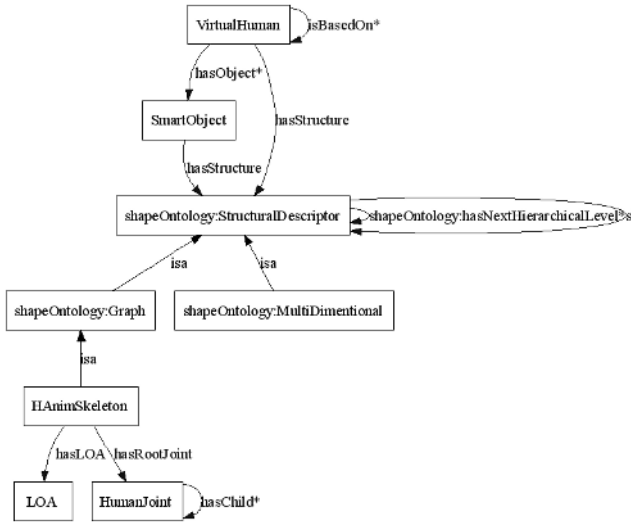 VirtualHuman
isBasedOn*
hasObject*
SmartObject
hasStructure
hasStructure
shapeOntology:StructuralDescriptor
shapeOntology:hasNextHierarchicalLevel*
isa
isa
shapeOntology:Graph
shapeOntology:MultiDimentional
isa
HAnimSkeleton
hasLOA
hasRootJoint
LOA
HumanJoint
hasChild*